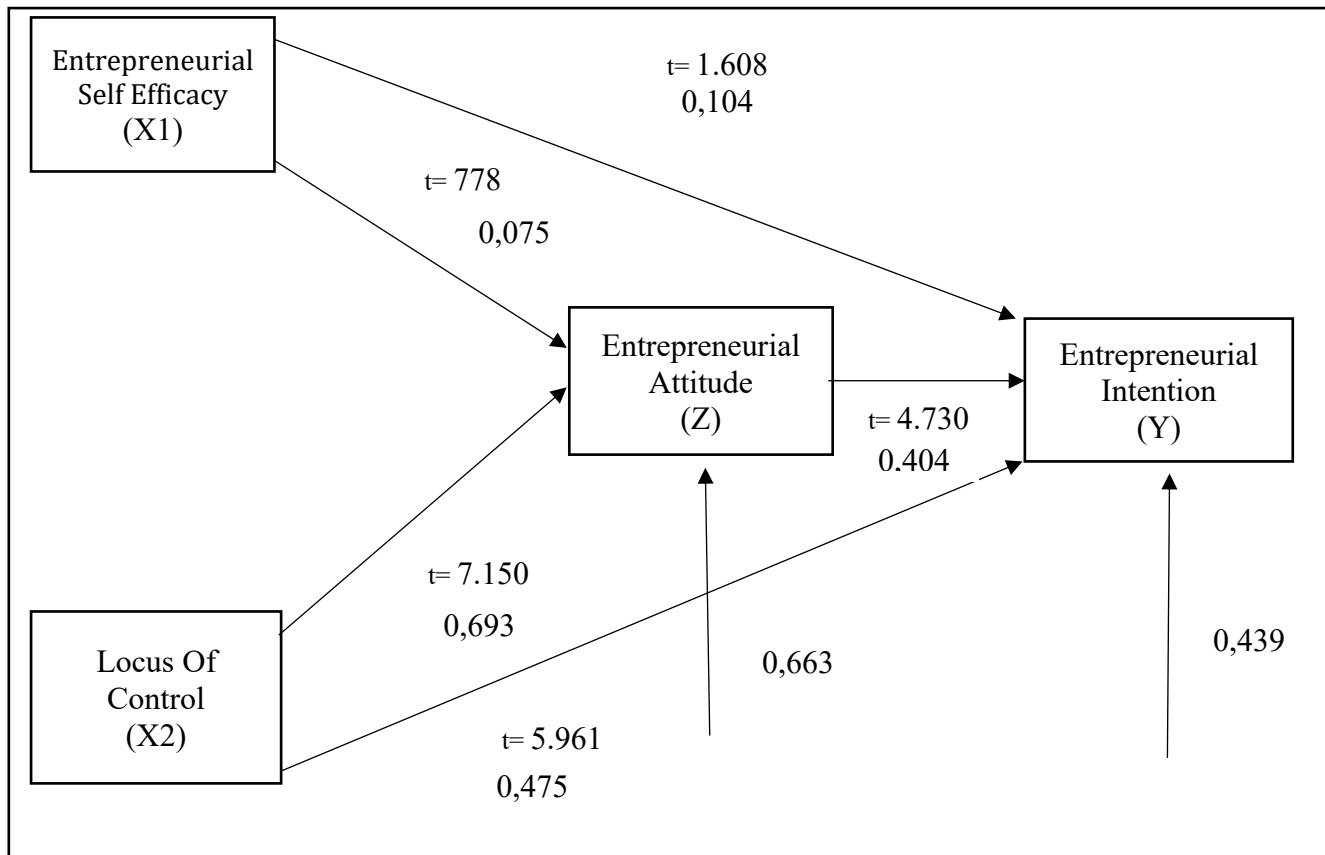 Entrepreneurial
Self Efficacy
(X1)
t= 1.608
0,104
t= 778
0,075
Entrepreneurial
Attitude
(Z)
Entrepreneurial
Intention
(Y)
t= 4.730
0,404
t= 7.150
0,693
Locus Of
Control
(X2)
0,663
0,439
t= 5.961
0,475